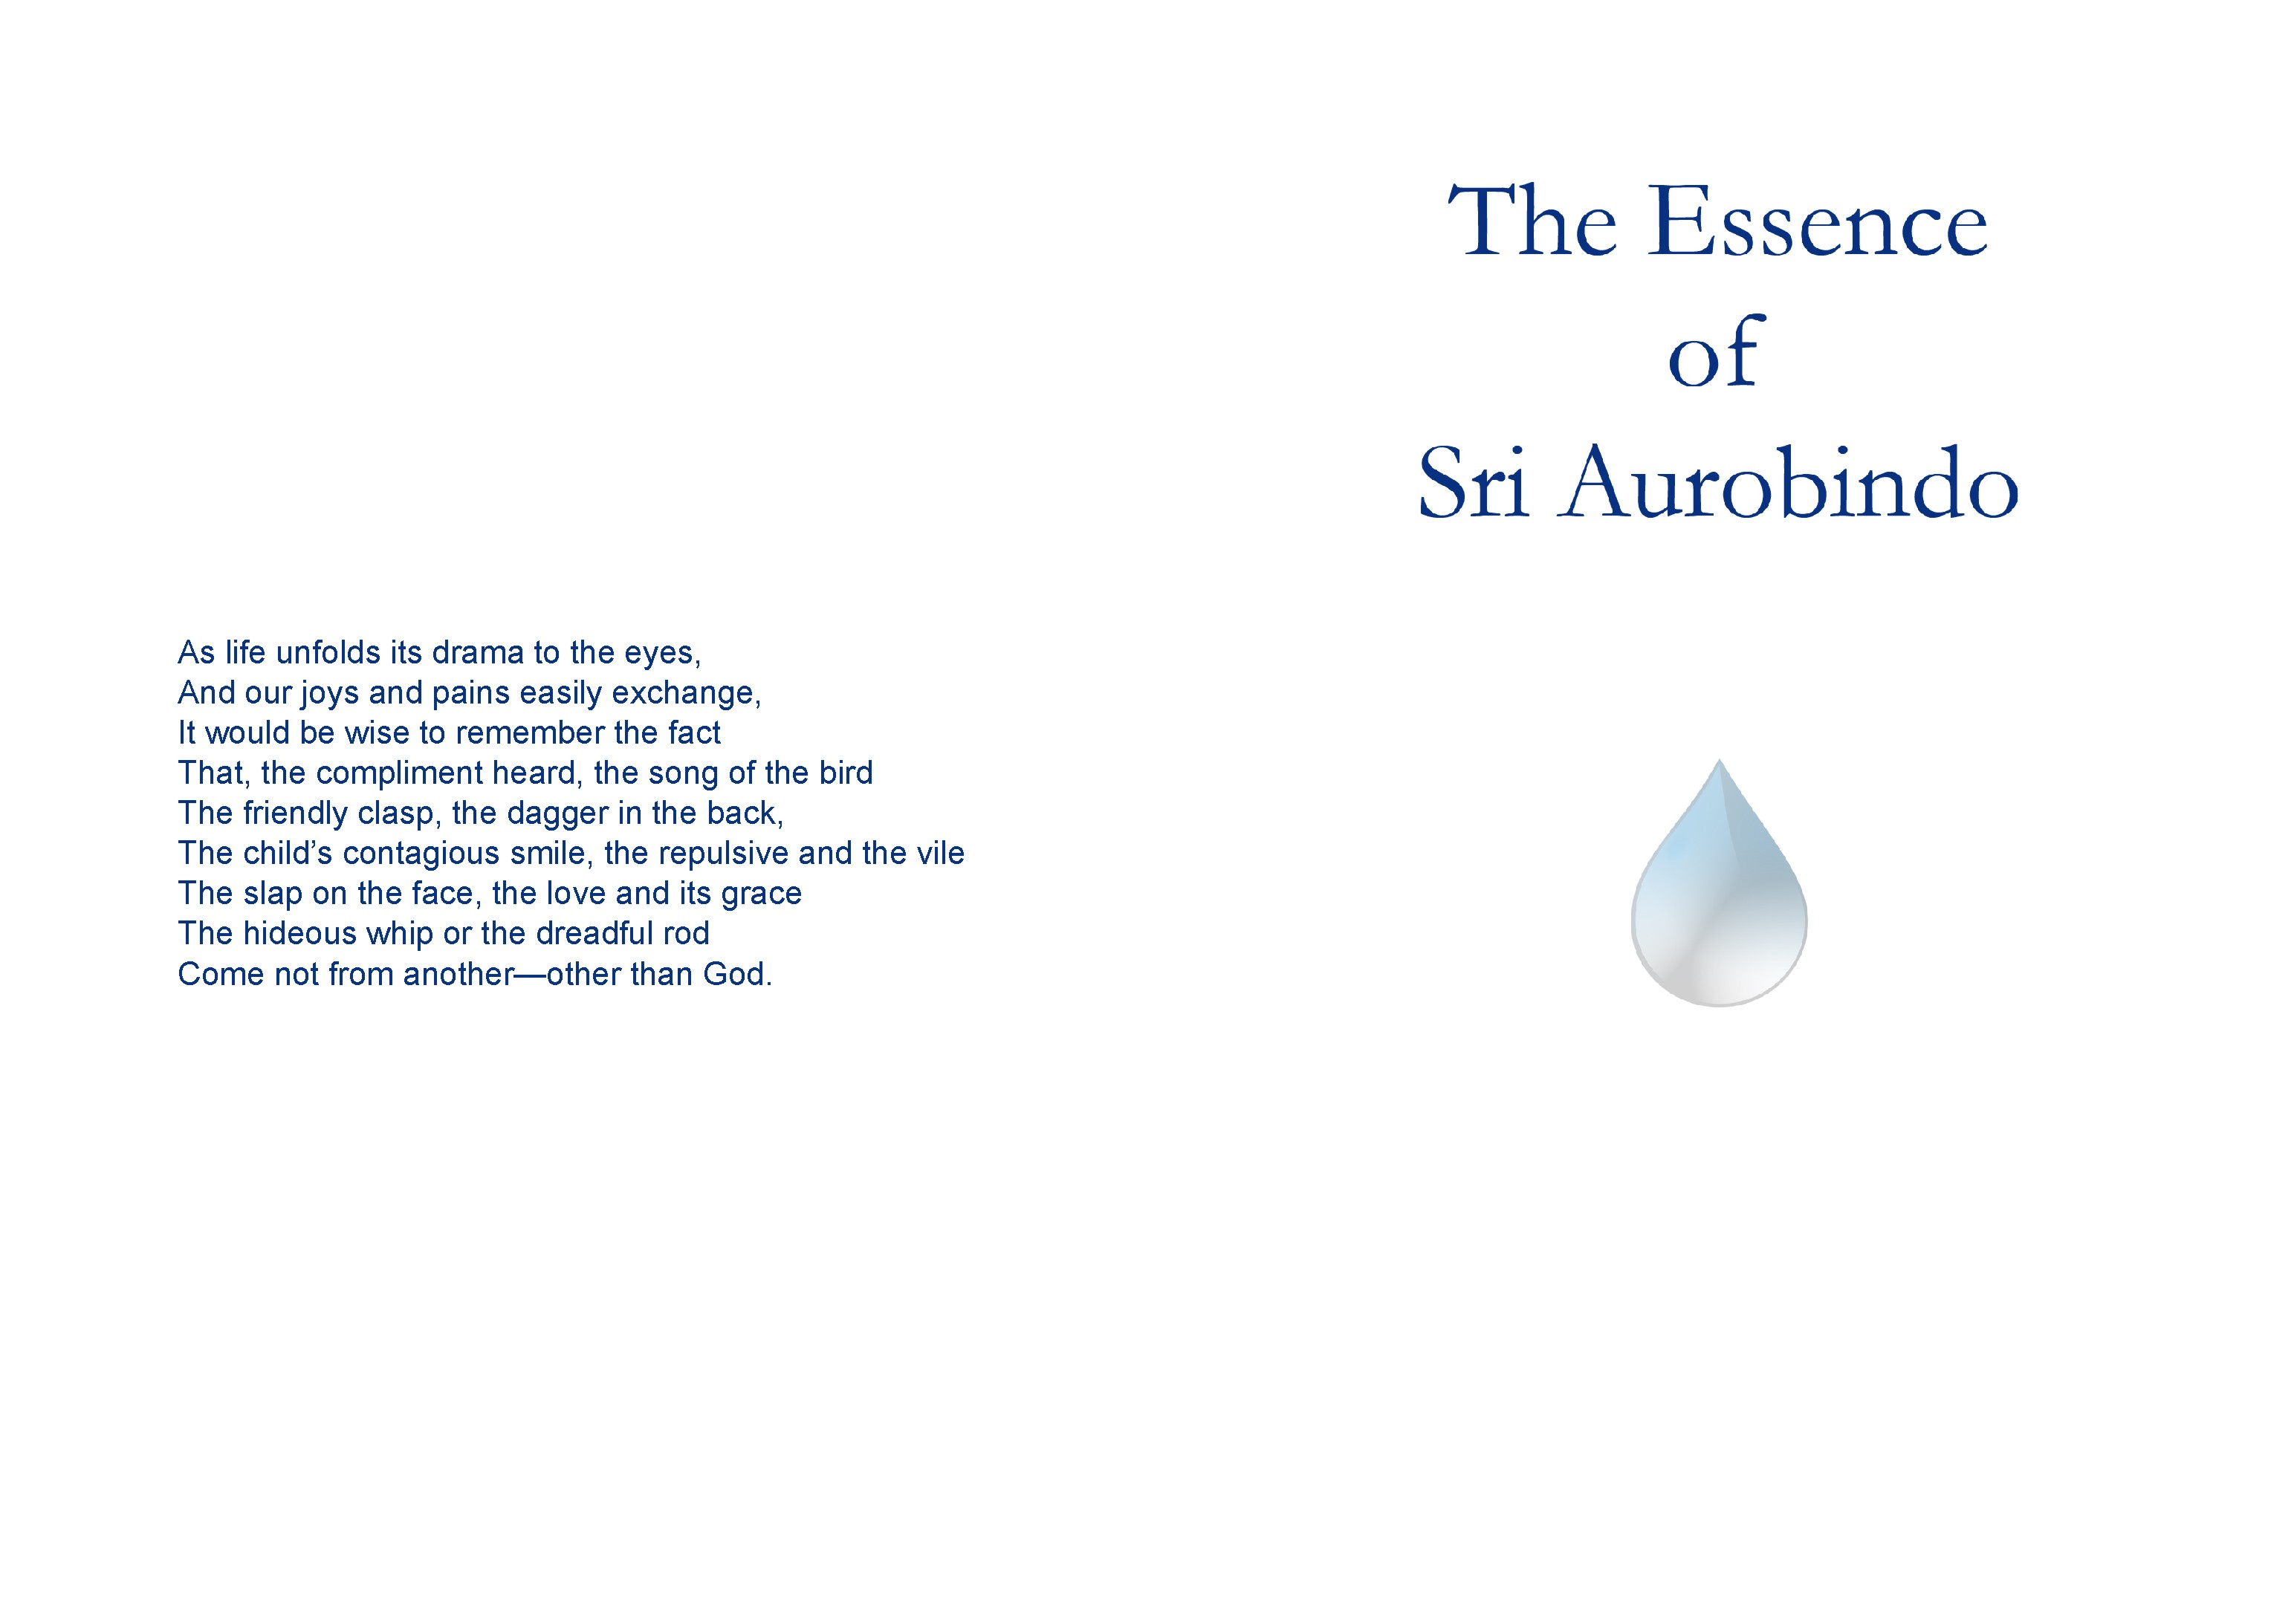 As life unfolds its drama to the eyes,
And our joys and pains easily exchange,
It would be wise to remember the fact
That, the compliment heard, the song of the bird
The friendly clasp, the dagger in the back,
The child’s contagious smile, the repulsive and the vile
The slap on the face, the love and its grace
The hideous whip or the dreadful rod
Come not from another—other than God.
The Essence
of
Sri Aurobindo